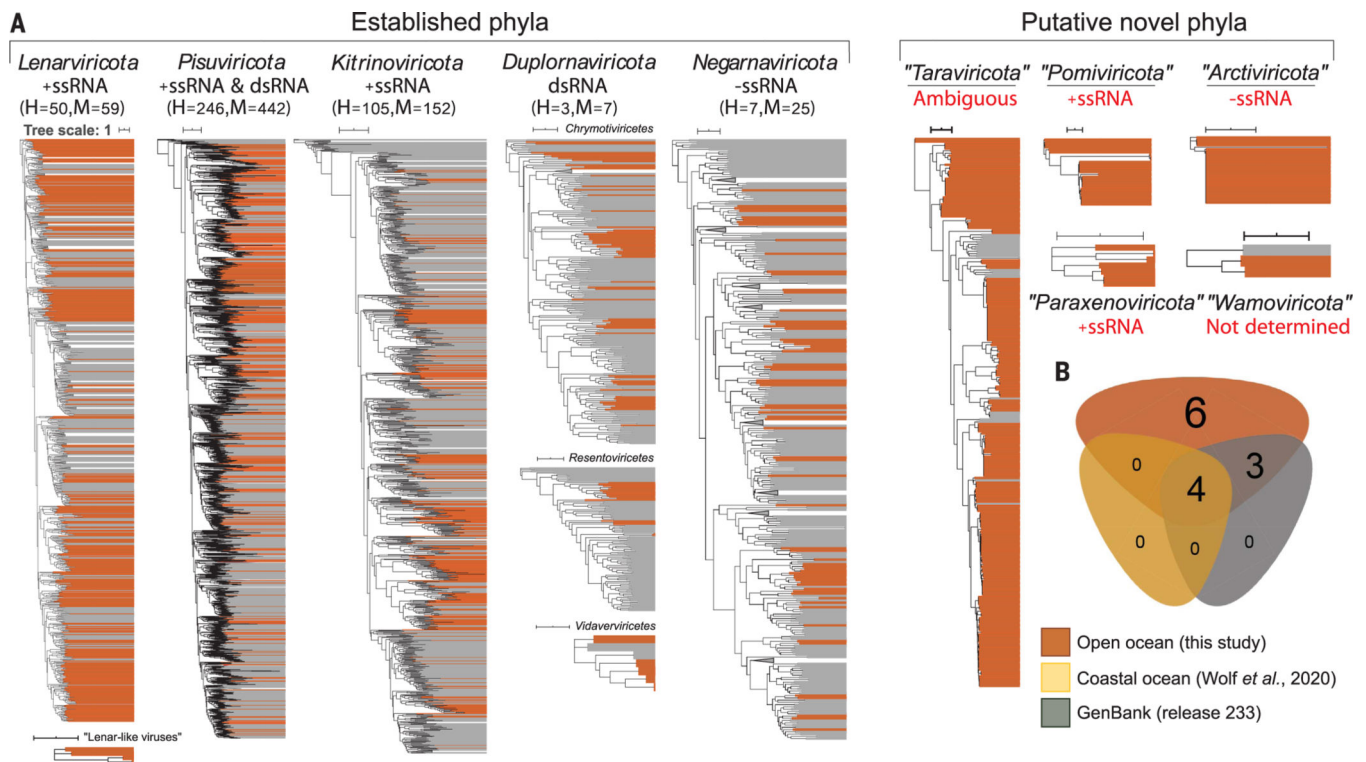 A
Established phyla
Putative novel phyla
Lenarviricota
+ssRNA
(H=50,M=59)
Pisuviricota
+ssRNA & dsRNA
(H=246,M=442)
Kitrinoviricota
+ssRNA
(H=105,M=152)
Duplornaviricota
dsRNA
(H=3,M=7)
Negarnaviricota
-ssRNA
(H=7,M=25)
"Taraviricota"
Ambiguous
"Pomiviricota"
+ssRNA
"Arctiviricota"
-ssRNA
Tree scale: 1
Chrymotiviricetes
Resentoviricetes
Vidaverviricetes
"Lenar-like viruses"
"Paraxenoviricota"
+ssRNA
"Wamoviricota"
Not determined
B
6
0
3
4
0
0
0
Open ocean (this study)
Coastal ocean (Wolf et al., 2020)
GenBank (release 233)